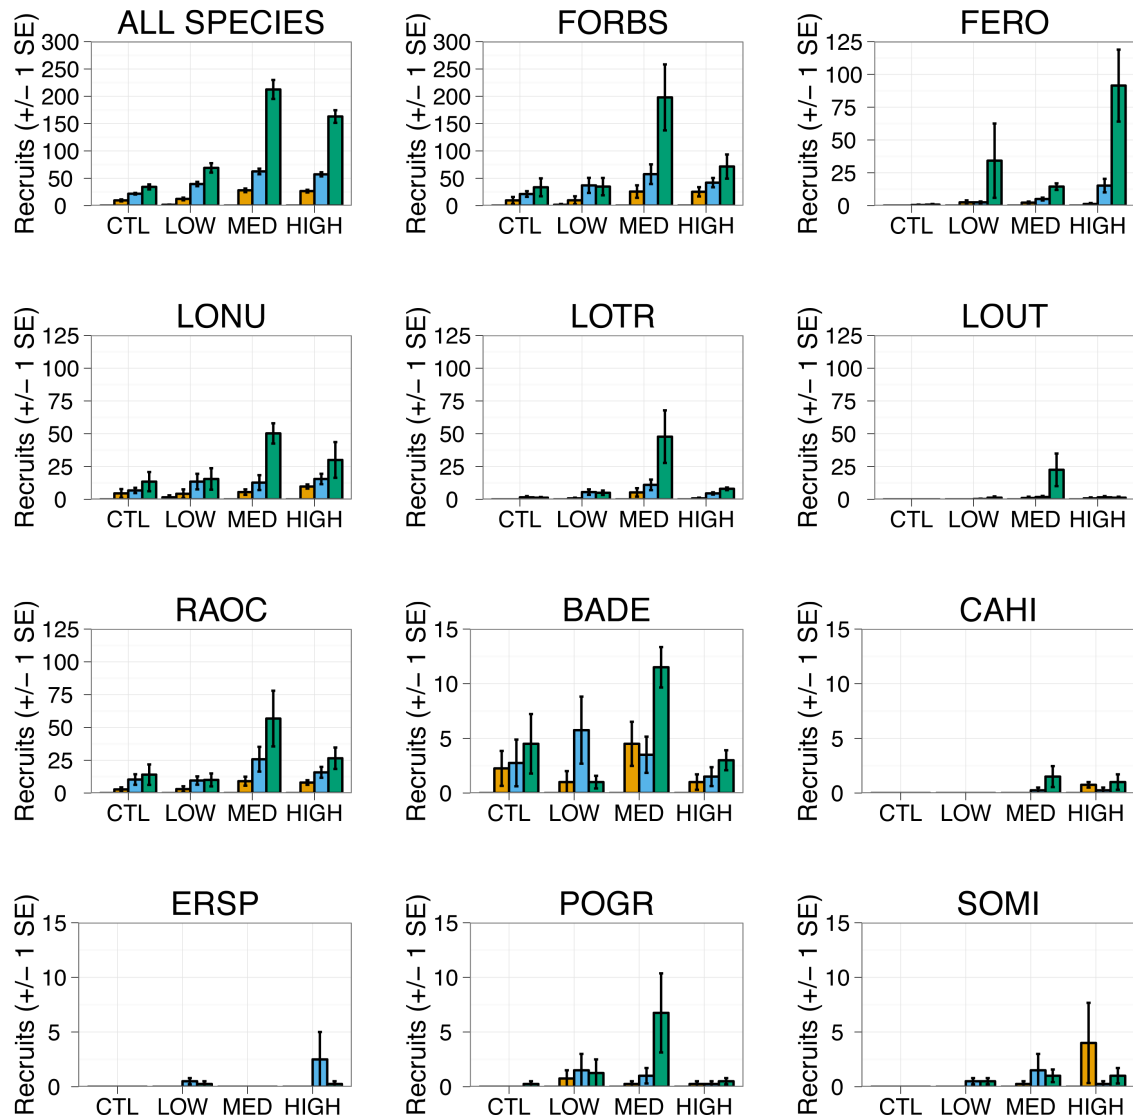 ALL SPECIES
Recruits (+/− 1 SE)
300
250
200
150
100
50
0
CTL LOW MED HIGH
FORBS
Recruits (+/− 1 SE)
300
250
200
150
100
50
0
CTL LOW MED HIGH
FERO
Recruits (+/− 1 SE)
125
100
75
50
25
0
CTL LOW MED HIGH
LONU
Recruits (+/− 1 SE)
125
100
75
50
25
0
CTL LOW MED HIGH
LOTR
Recruits (+/− 1 SE)
125
100
75
50
25
0
CTL LOW MED HIGH
LOUT
Recruits (+/− 1 SE)
125
100
75
50
25
0
CTL LOW MED HIGH
RAOC
Recruits (+/− 1 SE)
125
100
75
50
25
0
CTL LOW MED HIGH
BADE
Recruits (+/− 1 SE)
15
10
5
0
CTL LOW MED HIGH
CAHI
Recruits (+/− 1 SE)
15
10
5
0
CTL LOW MED HIGH
ERSP
Recruits (+/− 1 SE)
15
10
5
0
CTL LOW MED HIGH
POGR
Recruits (+/− 1 SE)
15
10
5
0
CTL LOW MED HIGH
SOMI
Recruits (+/− 1 SE)
15
10
5
0
CTL LOW MED HIGH